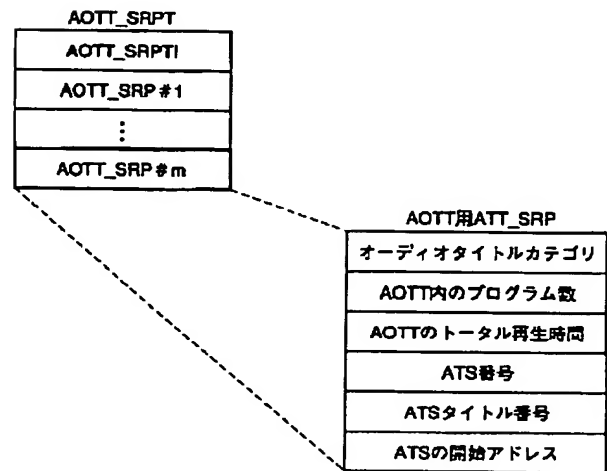 AOTT_SRPT
AOTT_SRPTI
AOTT_SRP#1
⋮
AOTT_SRP#m
AOTT用ATT_SRP
オーディオタイトルカテゴリ
AOTT内のプログラム数
AOTTのトータル再生時間
ATS番号
ATSタイトル番号
ATSの開始アドレス